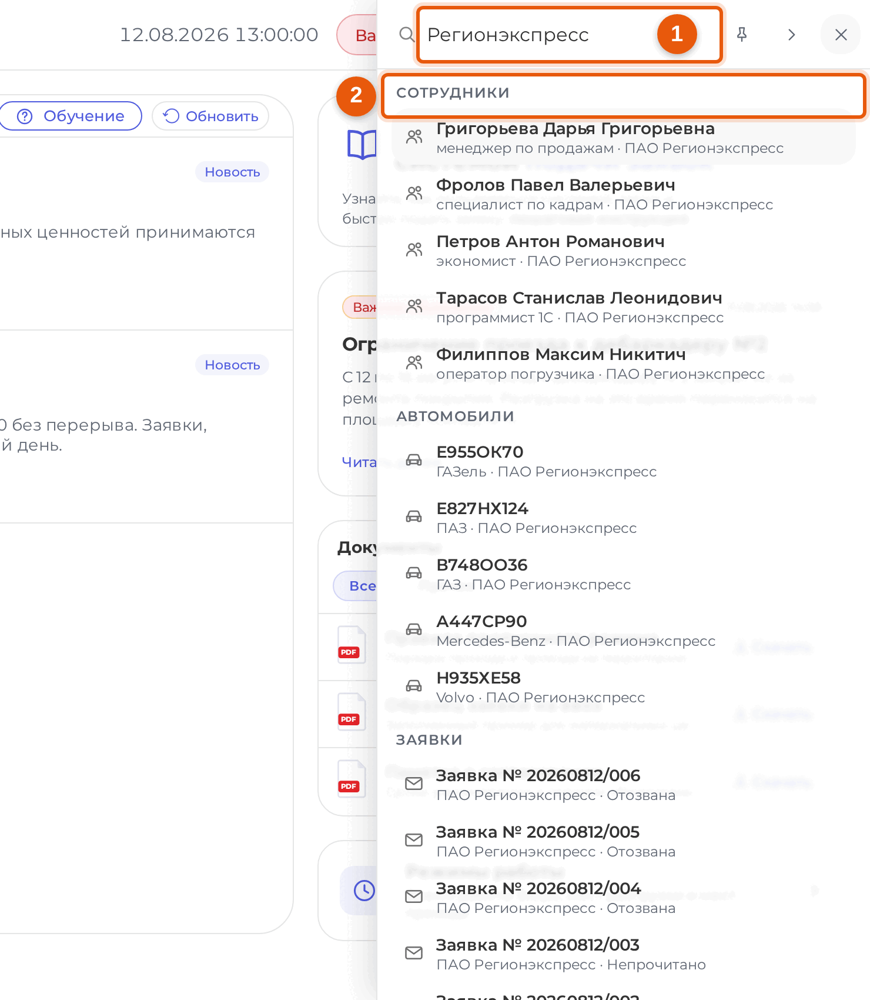 12.08.2026 13:00:00
Ва
Регионэкспресс
1
2
Обучение
Обновить
Новость
ных ценностей принимаются
Новость
0 без перерыва. Заявки,
й день.
Узна
быст
Важ
Огр
С 12
ремо
площ
Чита
Доку
Все
PDF
PDF
PDF
СОТРУДНИКИ
Григорьева Дарья Григорьевна
менеджер по продажам · ПАО Регионэкспресс
Фролов Павел Валерьевич
специалист по кадрам · ПАО Регионэкспресс
Петров Антон Романович
экономист · ПАО Регионэкспресс
Тарасов Станислав Леонидович
программист 1С · ПАО Регионэкспресс
Филиппов Максим Никитич
оператор погрузчика · ПАО Регионэкспресс
АВТОМОБИЛИ
Е955ОК70
ГАЗель · ПАО Регионэкспресс
Е827НХ124
ПАЗ · ПАО Регионэкспресс
В748ОО36
ГАЗ · ПАО Регионэкспресс
А447СР90
Mercedes-Benz · ПАО Регионэкспресс
Н935ХЕ58
Volvo · ПАО Регионэкспресс
ЗАЯВКИ
Заявка № 20260812/006
ПАО Регионэкспресс · Отозвана
Заявка № 20260812/005
ПАО Регионэкспресс · Отозвана
Заявка № 20260812/004
ПАО Регионэкспресс · Отозвана
Заявка № 20260812/003
ПАО Регионэкспресс · Непрочитано
Заявка № 20260812/002